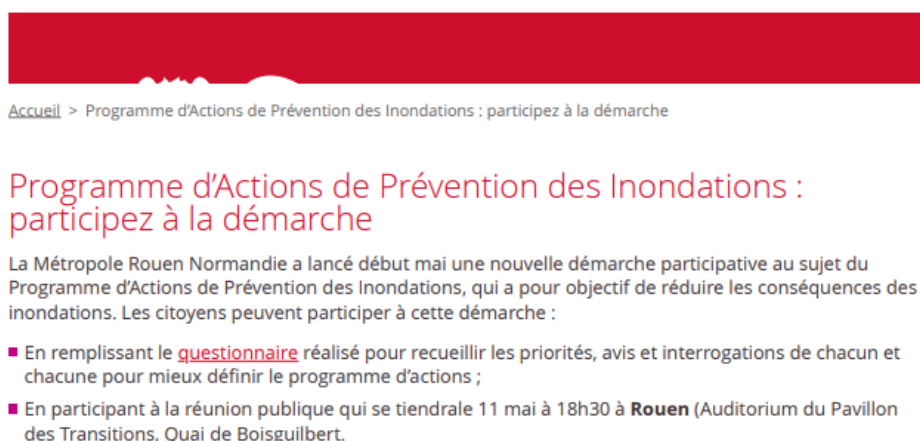 Accueil > Programme d'Actions de Prévention des Inondations : participez à la démarche
Programme d'Actions de Prévention des Inondations :
participez à la démarche
La Métropole Rouen Normandie a lancé début mai une nouvelle démarche participative au sujet du
Programme d'Actions de Prévention des Inondations, qui a pour objectif de réduire les conséquences des
inondations. Les citoyens peuvent participer à cette démarche :
En remplissant le questionnaire réalisé pour recueillir les priorités, avis et interrogations de chacun et
chacune pour mieux définir le programme d'actions ;
En participant à la réunion publique qui se tiendrale 11 mai à 18h30 à Rouen (Auditorium du Pavillon
des Transitions, Quai de Boisguilbert.